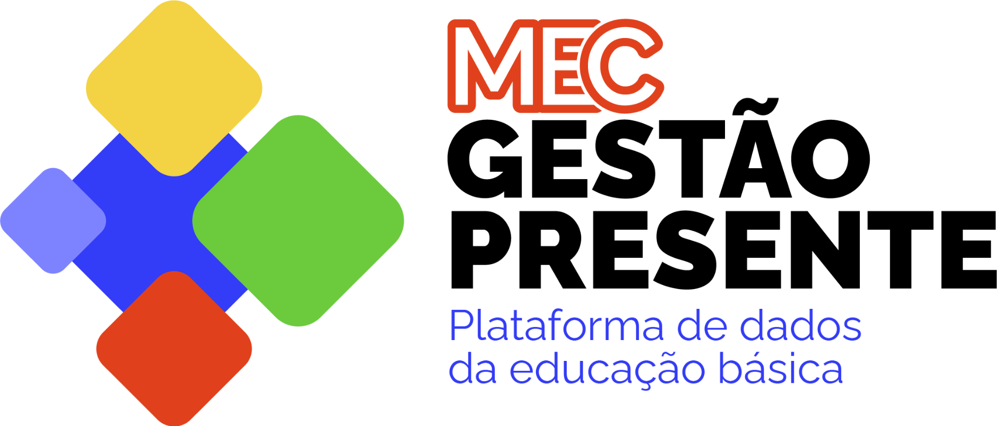 MEC
GESTÃO
PRESENTE
Plataforma de dados
da educação básica